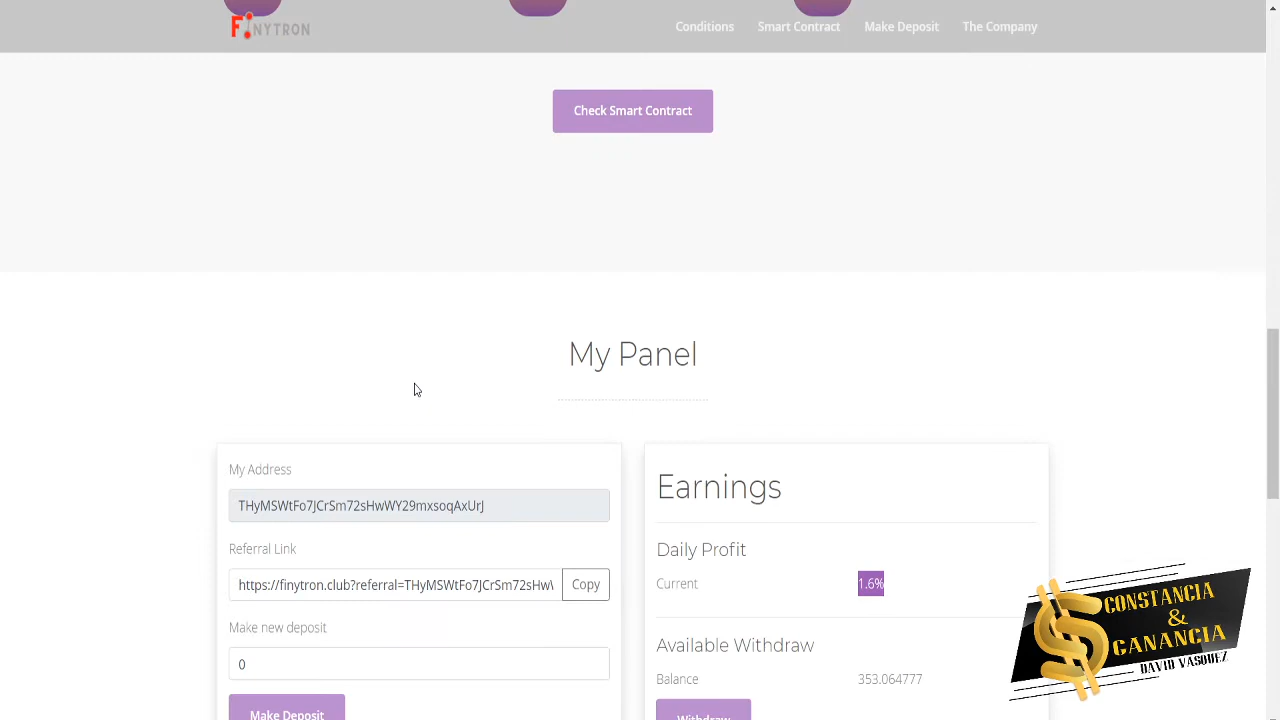 FINYTRON
Conditions
Smart Contract
Make Deposit
The Company
Check Smart Contract
My Panel
My Address
THyMSWtFo7JCrSm72sHwWY29mxsoqAxUrJ
Referral Link
https://finytron.club?referral=THyMSWtFo7JCrSm72sHw
Copy
Make new deposit
0
Make Deposit
Earnings
Daily Profit
Current
1.6%
Available Withdraw
Balance
353.064777
Withdraw
CONSTANCIA
&
GANANCIA
DAVID VASQUEZ